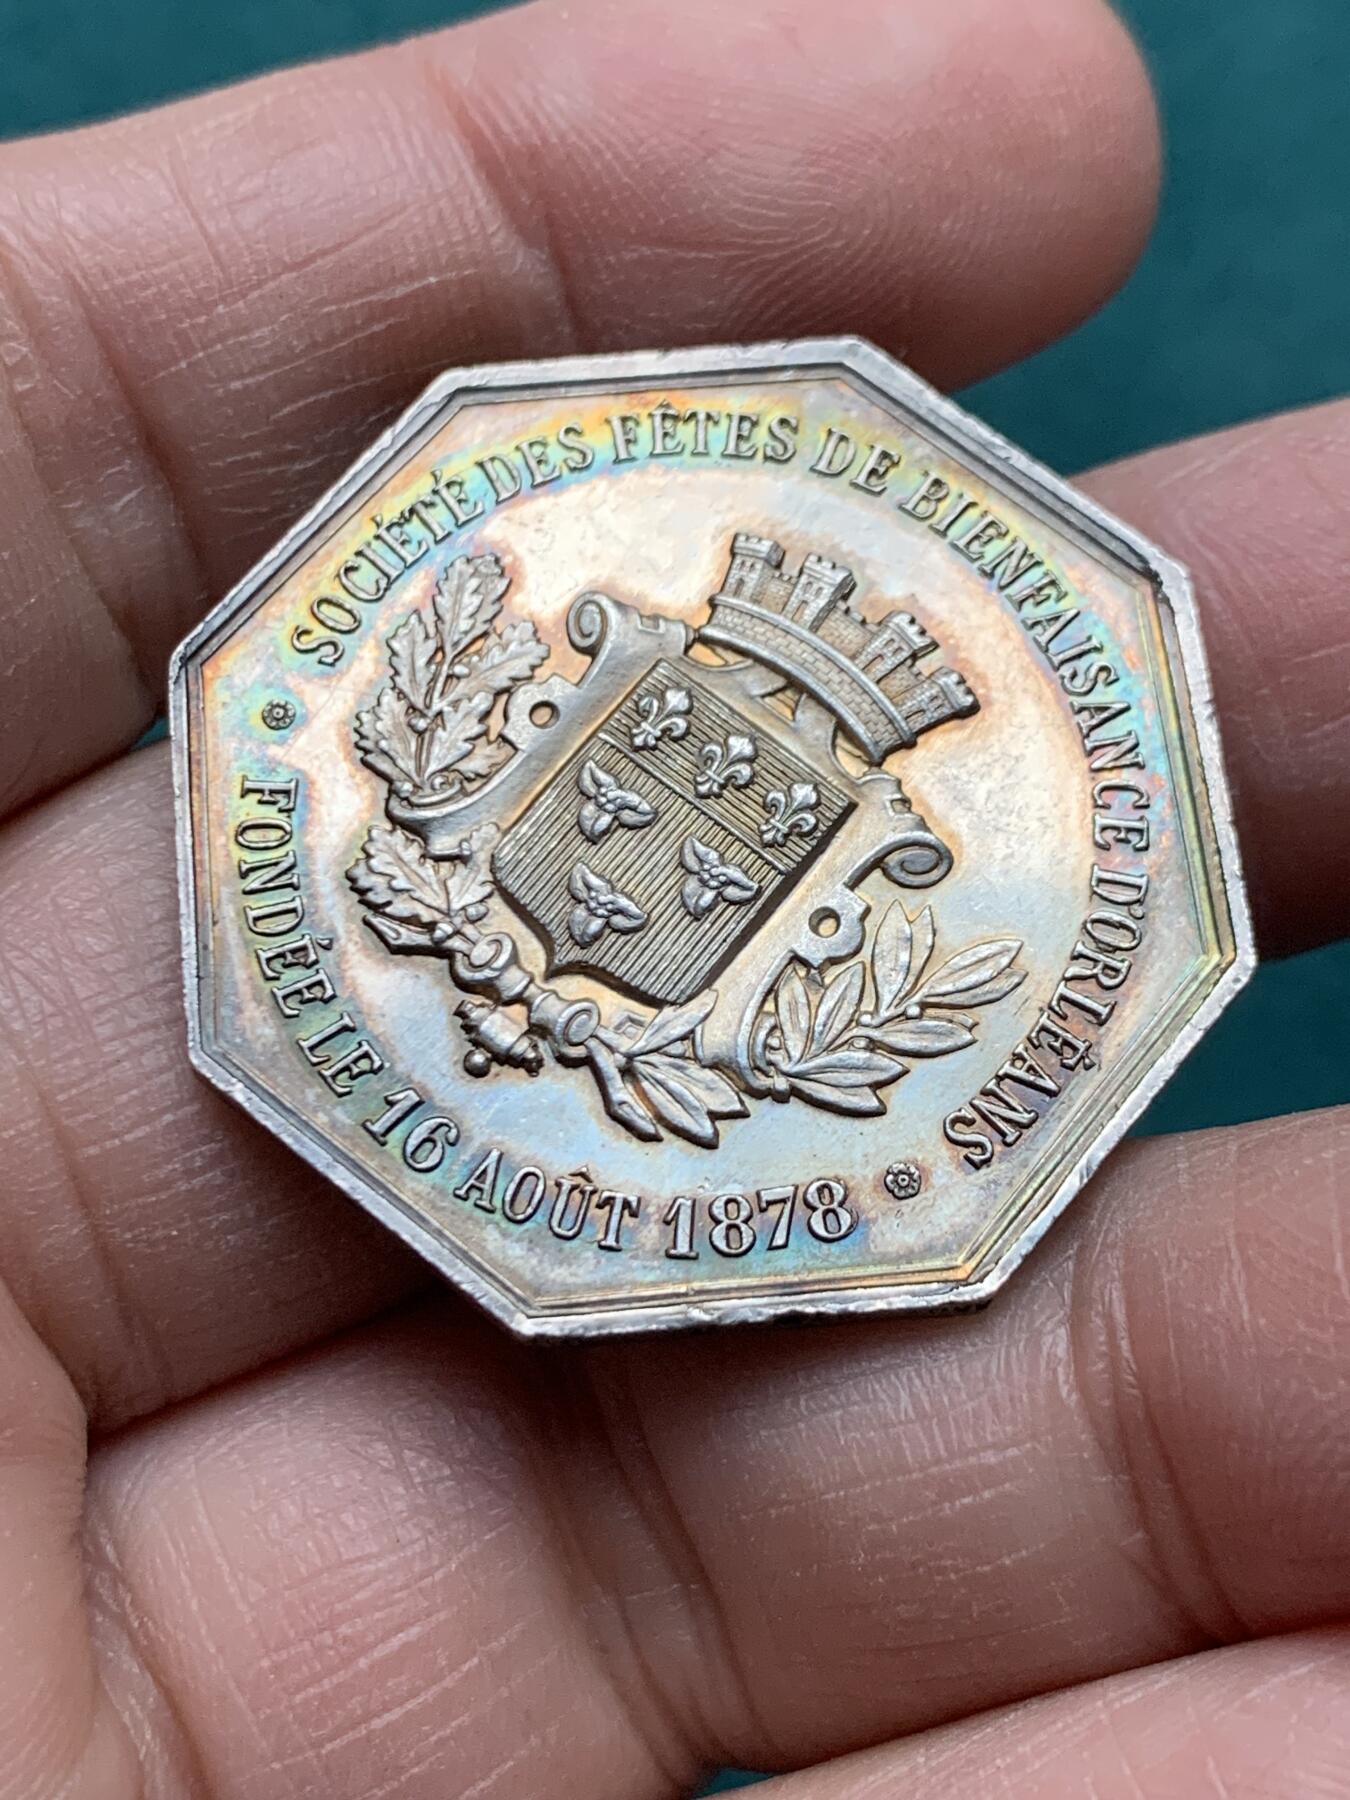 SOCIÉTÉ DES FÊTES DE BIENFAISANCE D'ORLÉANS
FONDÉE LE 16 AOÛT 1878